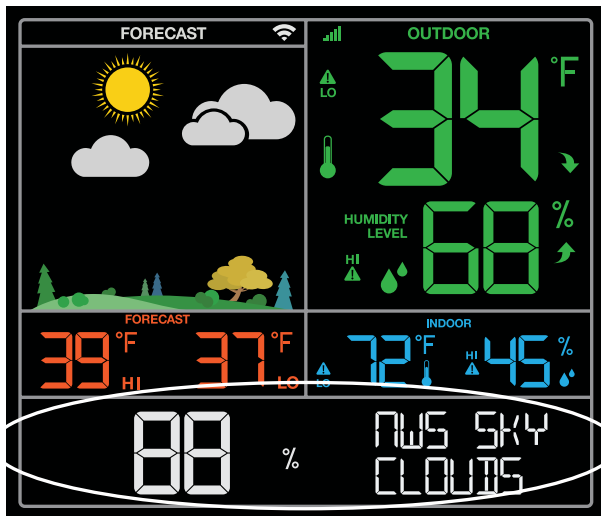 FORECAST
OUTDOOR
LO
34 °F
HUMIDITY
LEVEL
HI
68 %
FORECAST
39 °F HI 37 °F LO
INDOOR
LO 72 °F HI 45 %
88 %
NWS SKY
CLOUDS